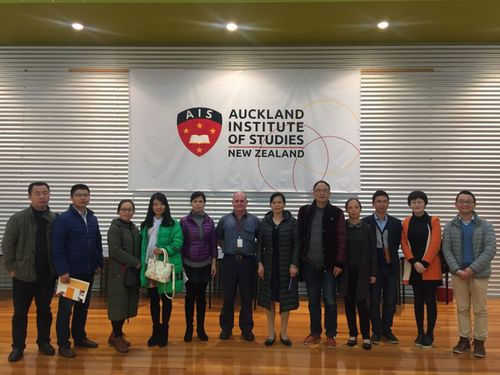 AIS
AUCKLAND
INSTITUTE
OF STUDIES
NEW ZEALAND